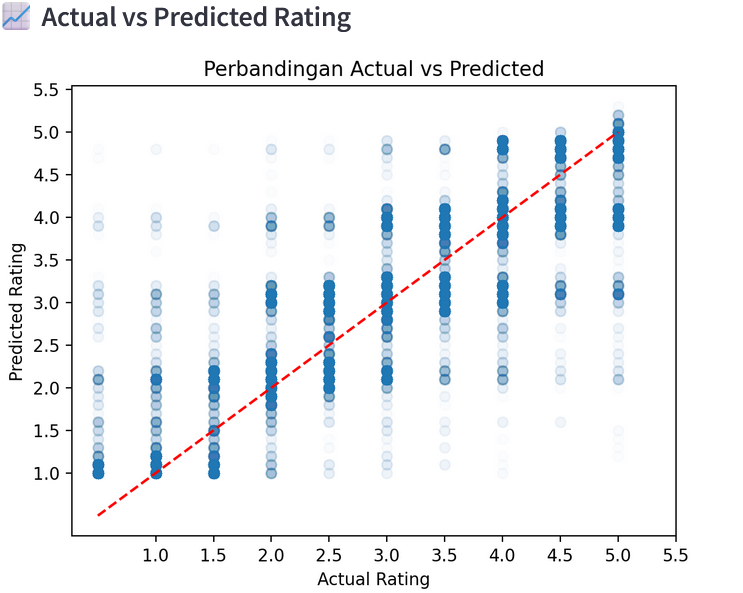 Actual vs Predicted Rating
Perbandingan Actual vs Predicted
5.5
5.0
4.5
4.0
3.5
3.0
2.5
2.0
1.5
1.0
Predicted Rating
1.0 1.5 2.0 2.5 3.0 3.5 4.0 4.5 5.0 5.5
Actual Rating